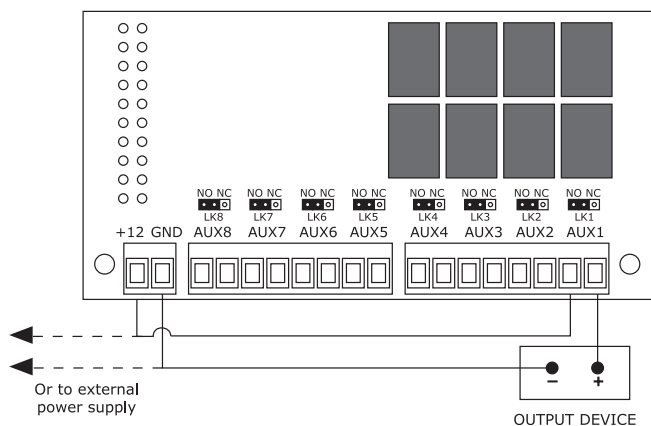 NO NC NO NC NO NC NO NC NO NC NO NC NO NC NO NC
LK8 LK7 LK6 LK5 LK4 LK3 LK2 LK1
+12 GND AUX8 AUX7 AUX6 AUX5 AUX4 AUX3 AUX2 AUX1
Or to external
power supply
− +
OUTPUT DEVICE